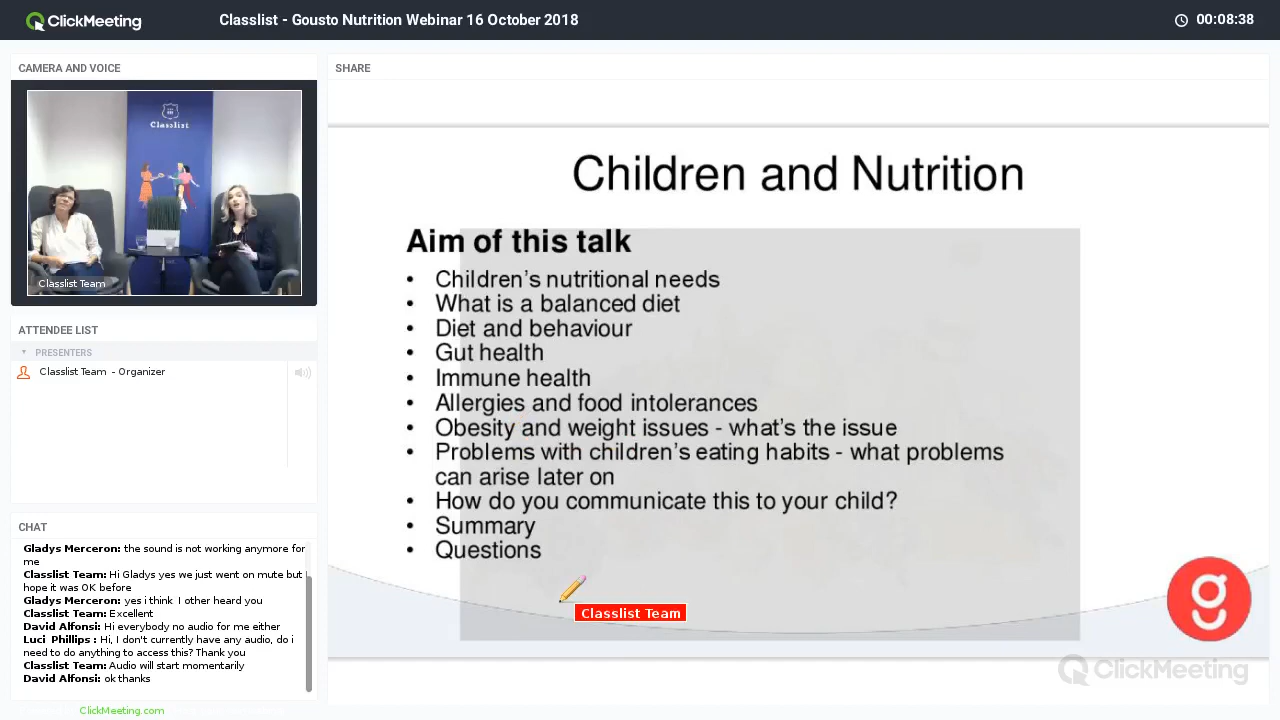 ClickMeeting
Classlist - Gousto Nutrition Webinar 16 October 2018
00:08:38
CAMERA AND VOICE
Classlist
Classlist Team
ATTENDEE LIST
PRESENTERS
Classlist Team - Organizer
CHAT
Gladys Merceron: the sound is not working anymore for
me
Classlist Team: Hi Gladys yes we just went on mute but I
hope it was OK before
Gladys Merceron: yes i think I other heard you
Classlist Team: Excellent
David Alfonsi: Hi everybody no audio for me either
Luci Phillips : Hi, I don't currently have any audio, do i
need to do anything to access this? Thank you
Classlist Team: Audio will start momentarily
David Alfonsi: ok thanks
ClickMeeting.com
SHARE
Children and Nutrition
Aim of this talk
• Children's nutritional needs
• What is a balanced diet
• Diet and behaviour
• Gut health
• Immune health
• Allergies and food intolerances
• Obesity and weight issues - what's the issue
• Problems with children's eating habits - what problems
can arise later on
• How do you communicate this to your child?
• Summary
• Questions
Classlist Team
g
ClickMeeting